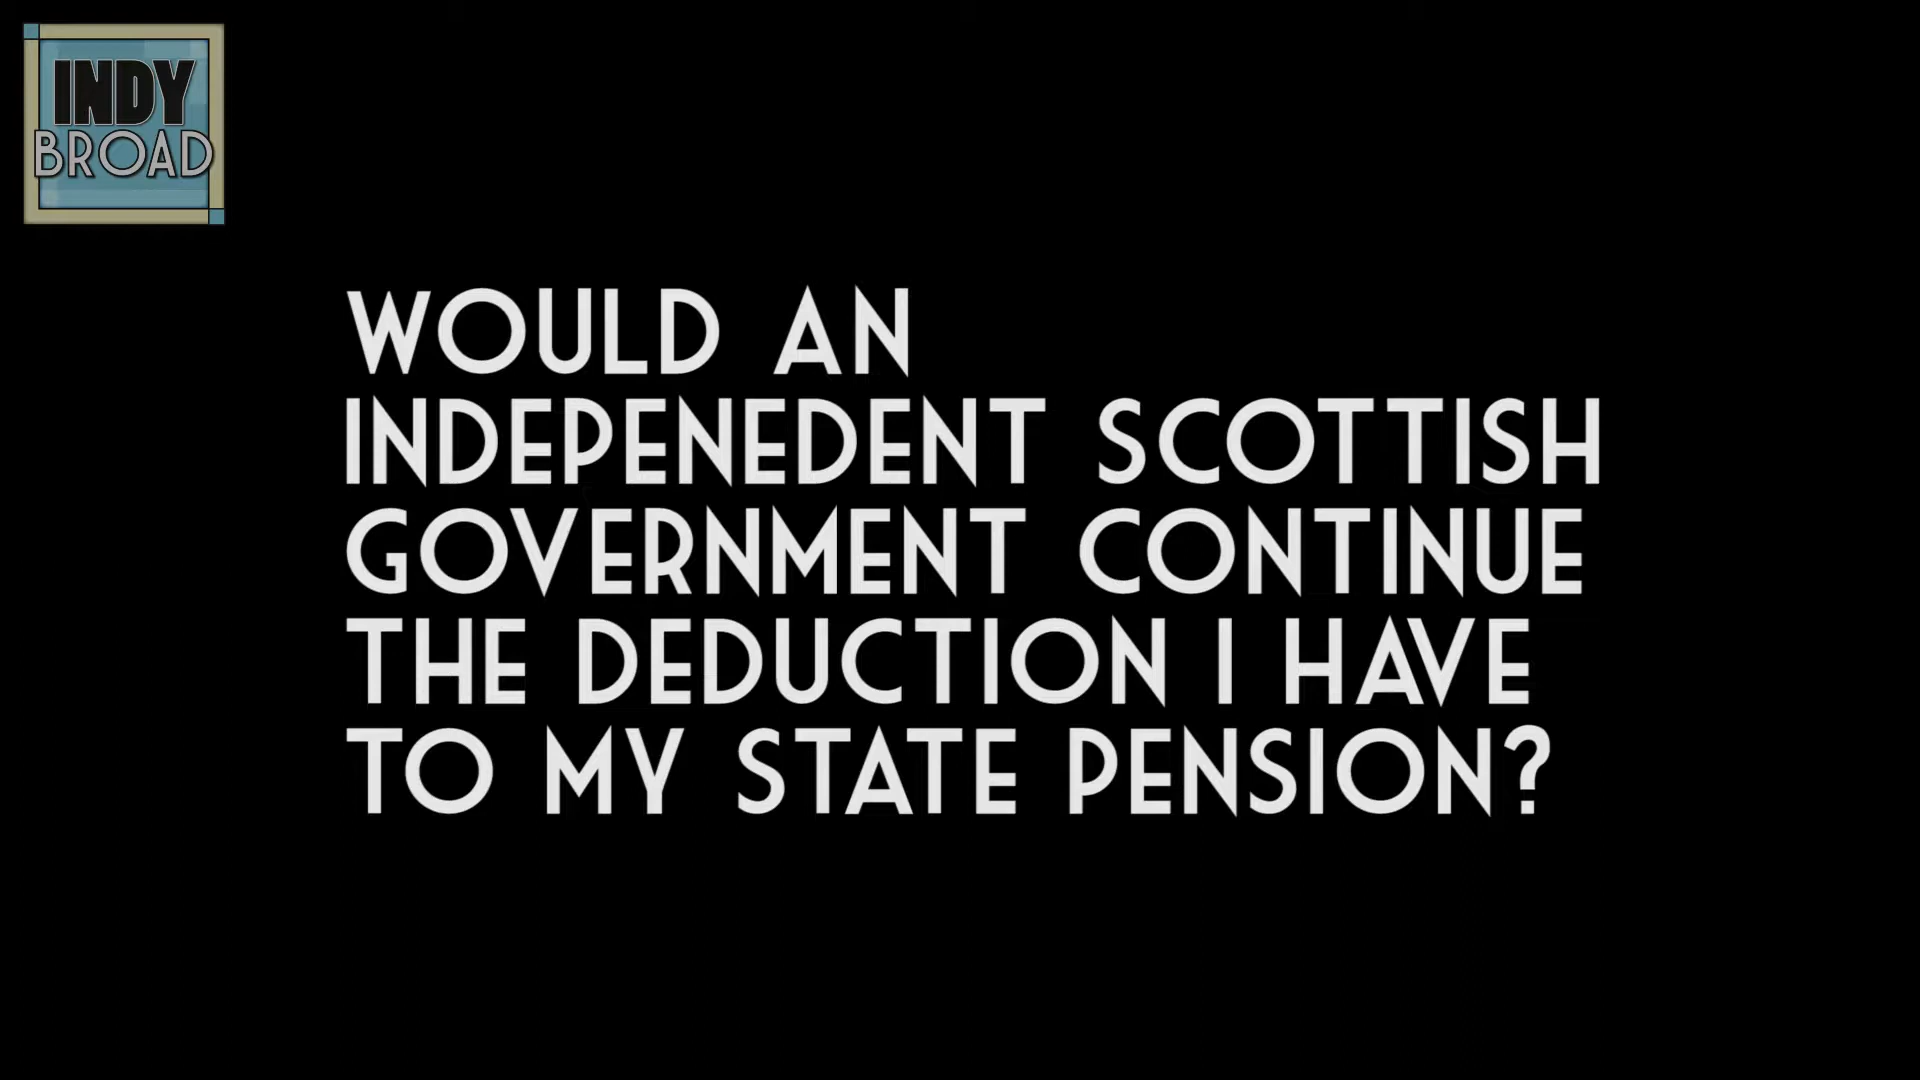 INDY
BROAD
WOULD AN
INDEPENEDENT SCOTTISH
GOVERNMENT CONTINUE
THE DEDUCTION I HAVE
TO MY STATE PENSION?